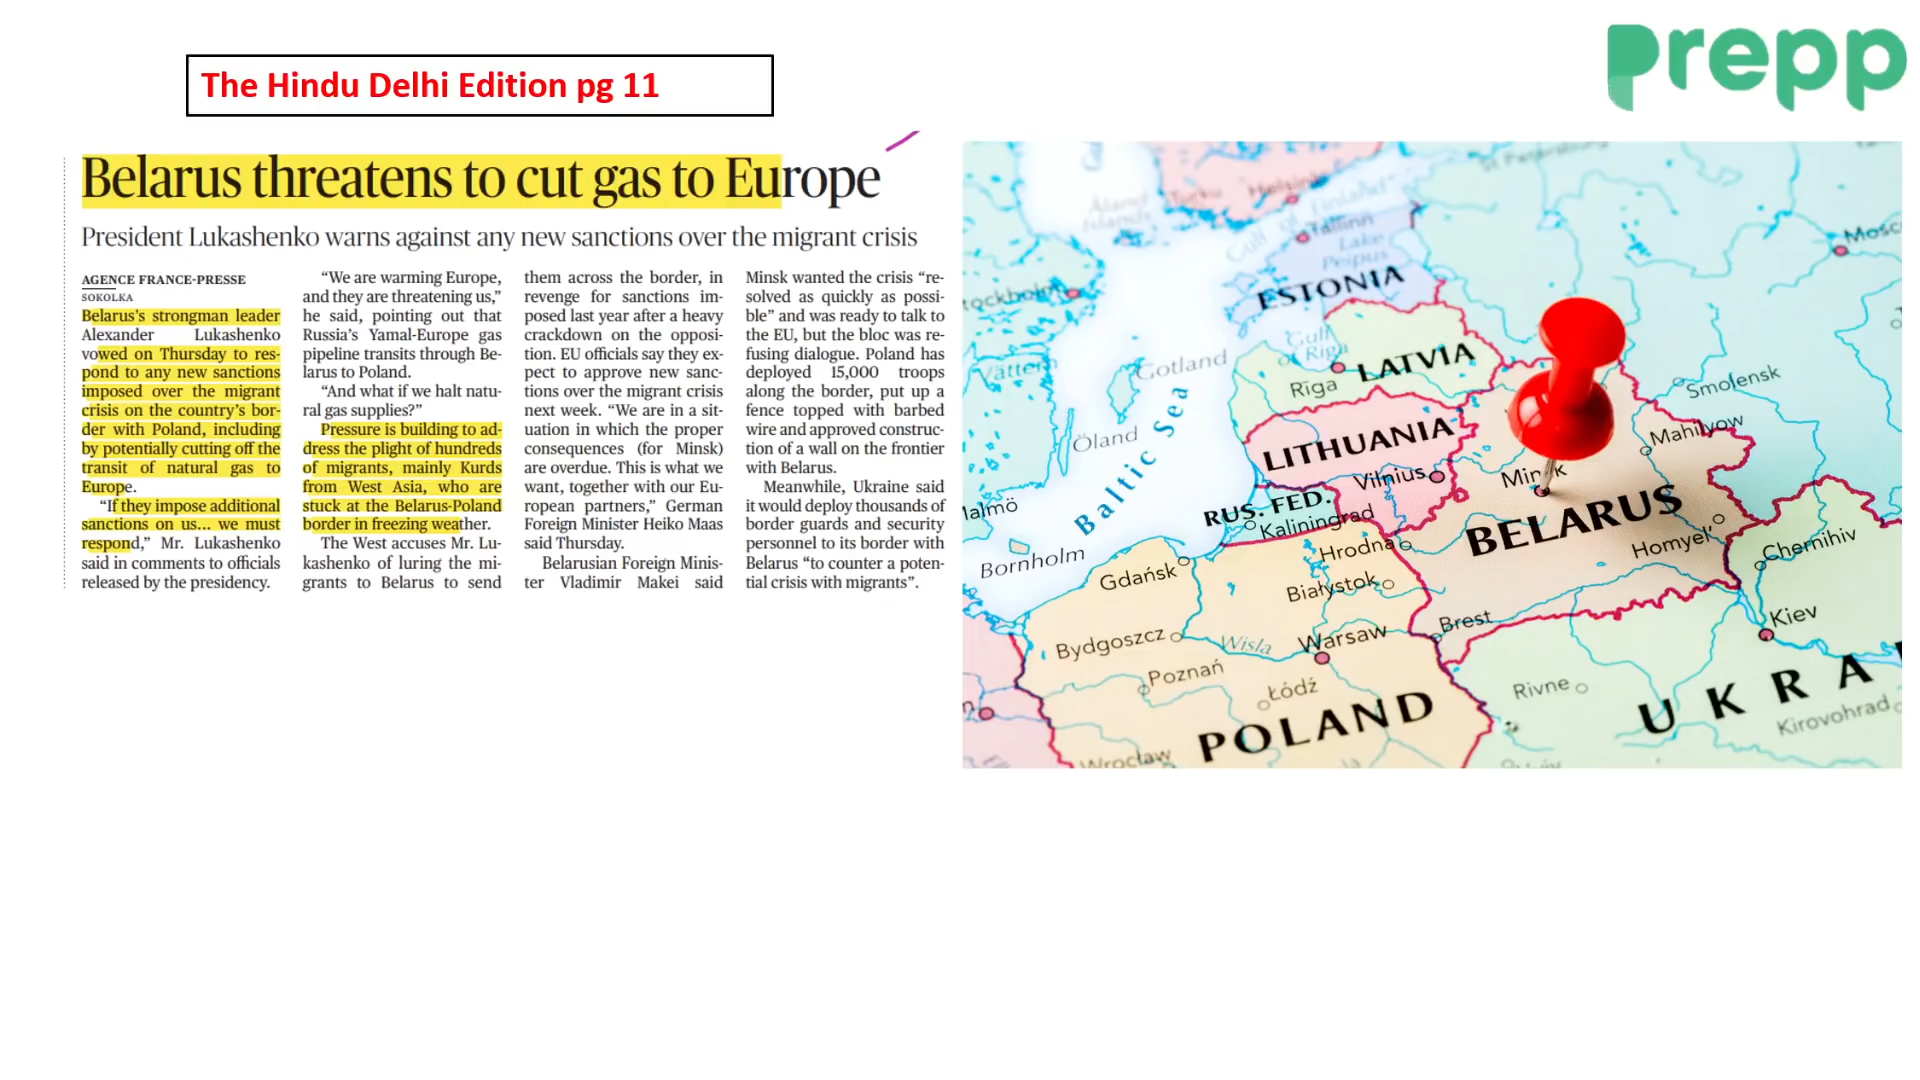 The Hindu Delhi Edition pg 11
prepp
Belarus threatens to cut gas to Europe
President Lukashenko warns against any new sanctions over the migrant crisis
AGENCE FRANCE-PRESSE
SOKOLKA
Belarus's strongman leader
Alexander Lukashenko
vowed on Thursday to res-
pond to any new sanctions
imposed over the migrant
crisis on the country's bor-
der with Poland, including
by potentially cutting off the
transit of natural gas to
Europe.
“If they impose additional
sanctions on us... we must
respond,” Mr. Lukashenko
said in comments to officials
released by the presidency.
“We are warming Europe,
and they are threatening us,”
he said, pointing out that
Russia's Yamal-Europe gas
pipeline transits through Be-
larus to Poland.
“And what if we halt natu-
ral gas supplies?”
Pressure is building to ad-
dress the plight of hundreds
of migrants, mainly Kurds
from West Asia, who are
stuck at the Belarus-Poland
border in freezing weather.
The West accuses Mr. Lu-
kashenko of luring the mi-
grants to Belarus to send
them across the border, in
revenge for sanctions im-
posed last year after a heavy
crackdown on the opposi-
tion. EU officials say they ex-
pect to approve new sanc-
tions over the migrant crisis
next week. “We are in a sit-
uation in which the proper
consequences (for Minsk)
are overdue. This is what we
want, together with our Eu-
ropean partners,” German
Foreign Minister Heiko Maas
said Thursday.
Belarusian Foreign Minis-
ter Vladimir Makei said
Minsk wanted the crisis “re-
solved as quickly as possi-
ble” and was ready to talk to
the EU, but the bloc was re-
fusing dialogue. Poland has
deployed 15,000 troops
along the border, put up a
fence topped with barbed
wire and approved construc-
tion of a wall on the frontier
with Belarus.
Meanwhile, Ukraine said
it would deploy thousands of
border guards and security
personnel to its border with
Belarus “to counter a poten-
tial crisis with migrants”.
Helsinki
Tallinn
Lake
Peipus
ESTONIA
Gulf
of Riga
Gotland
LATVIA
Rīga
Smolensk
Öland
Baltic Sea
LITHUANIA
Mahilyow
Vilnius
Minsk
RUS. FED.
Kaliningrad
BELARUS
Bornholm
Hrodna
Homyel'
Chernihiv
Gdańsk
Białystok
Brest
Kiev
Bydgoszcz
Wisla
Warsaw
Poznań
Łódź
Rivne
UKRA
POLAND
Kirovohrad
Wrocław